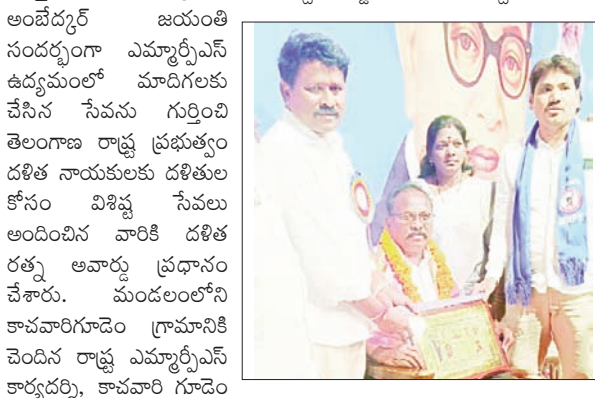 అంబేద్కర్ జయంతి
సందర్భంగా ఎమ్మార్పీఎస్
ఉద్యమంలో మాదిగలకు
చేసిన సేవను గుర్తించి
తెలంగాణ రాష్ట్ర ప్రభుత్వం
దళిత నాయకులకు దళితుల
కోసం విశిష్ట సేవలు
అందించిన వారికి దళిత
రత్న అవార్డు ప్రధానం
చేశారు. మండలంలోని
కాచవారిగూడెం గ్రామానికి
చెందిన రాష్ట్ర ఎమ్మార్పీఎస్
కార్యదర్శి, కాచవారి గూడెం